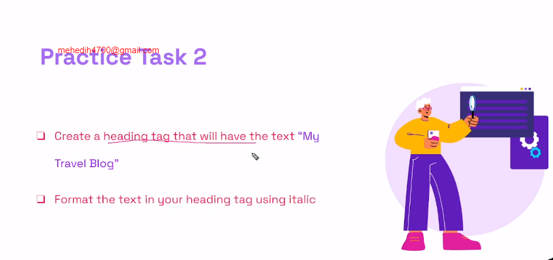 mehedih4790@gmail.com
Practice Task 2
❑ Create a heading tag that will have the text “My
Travel Blog”
❑ Format the text in your heading tag using italic